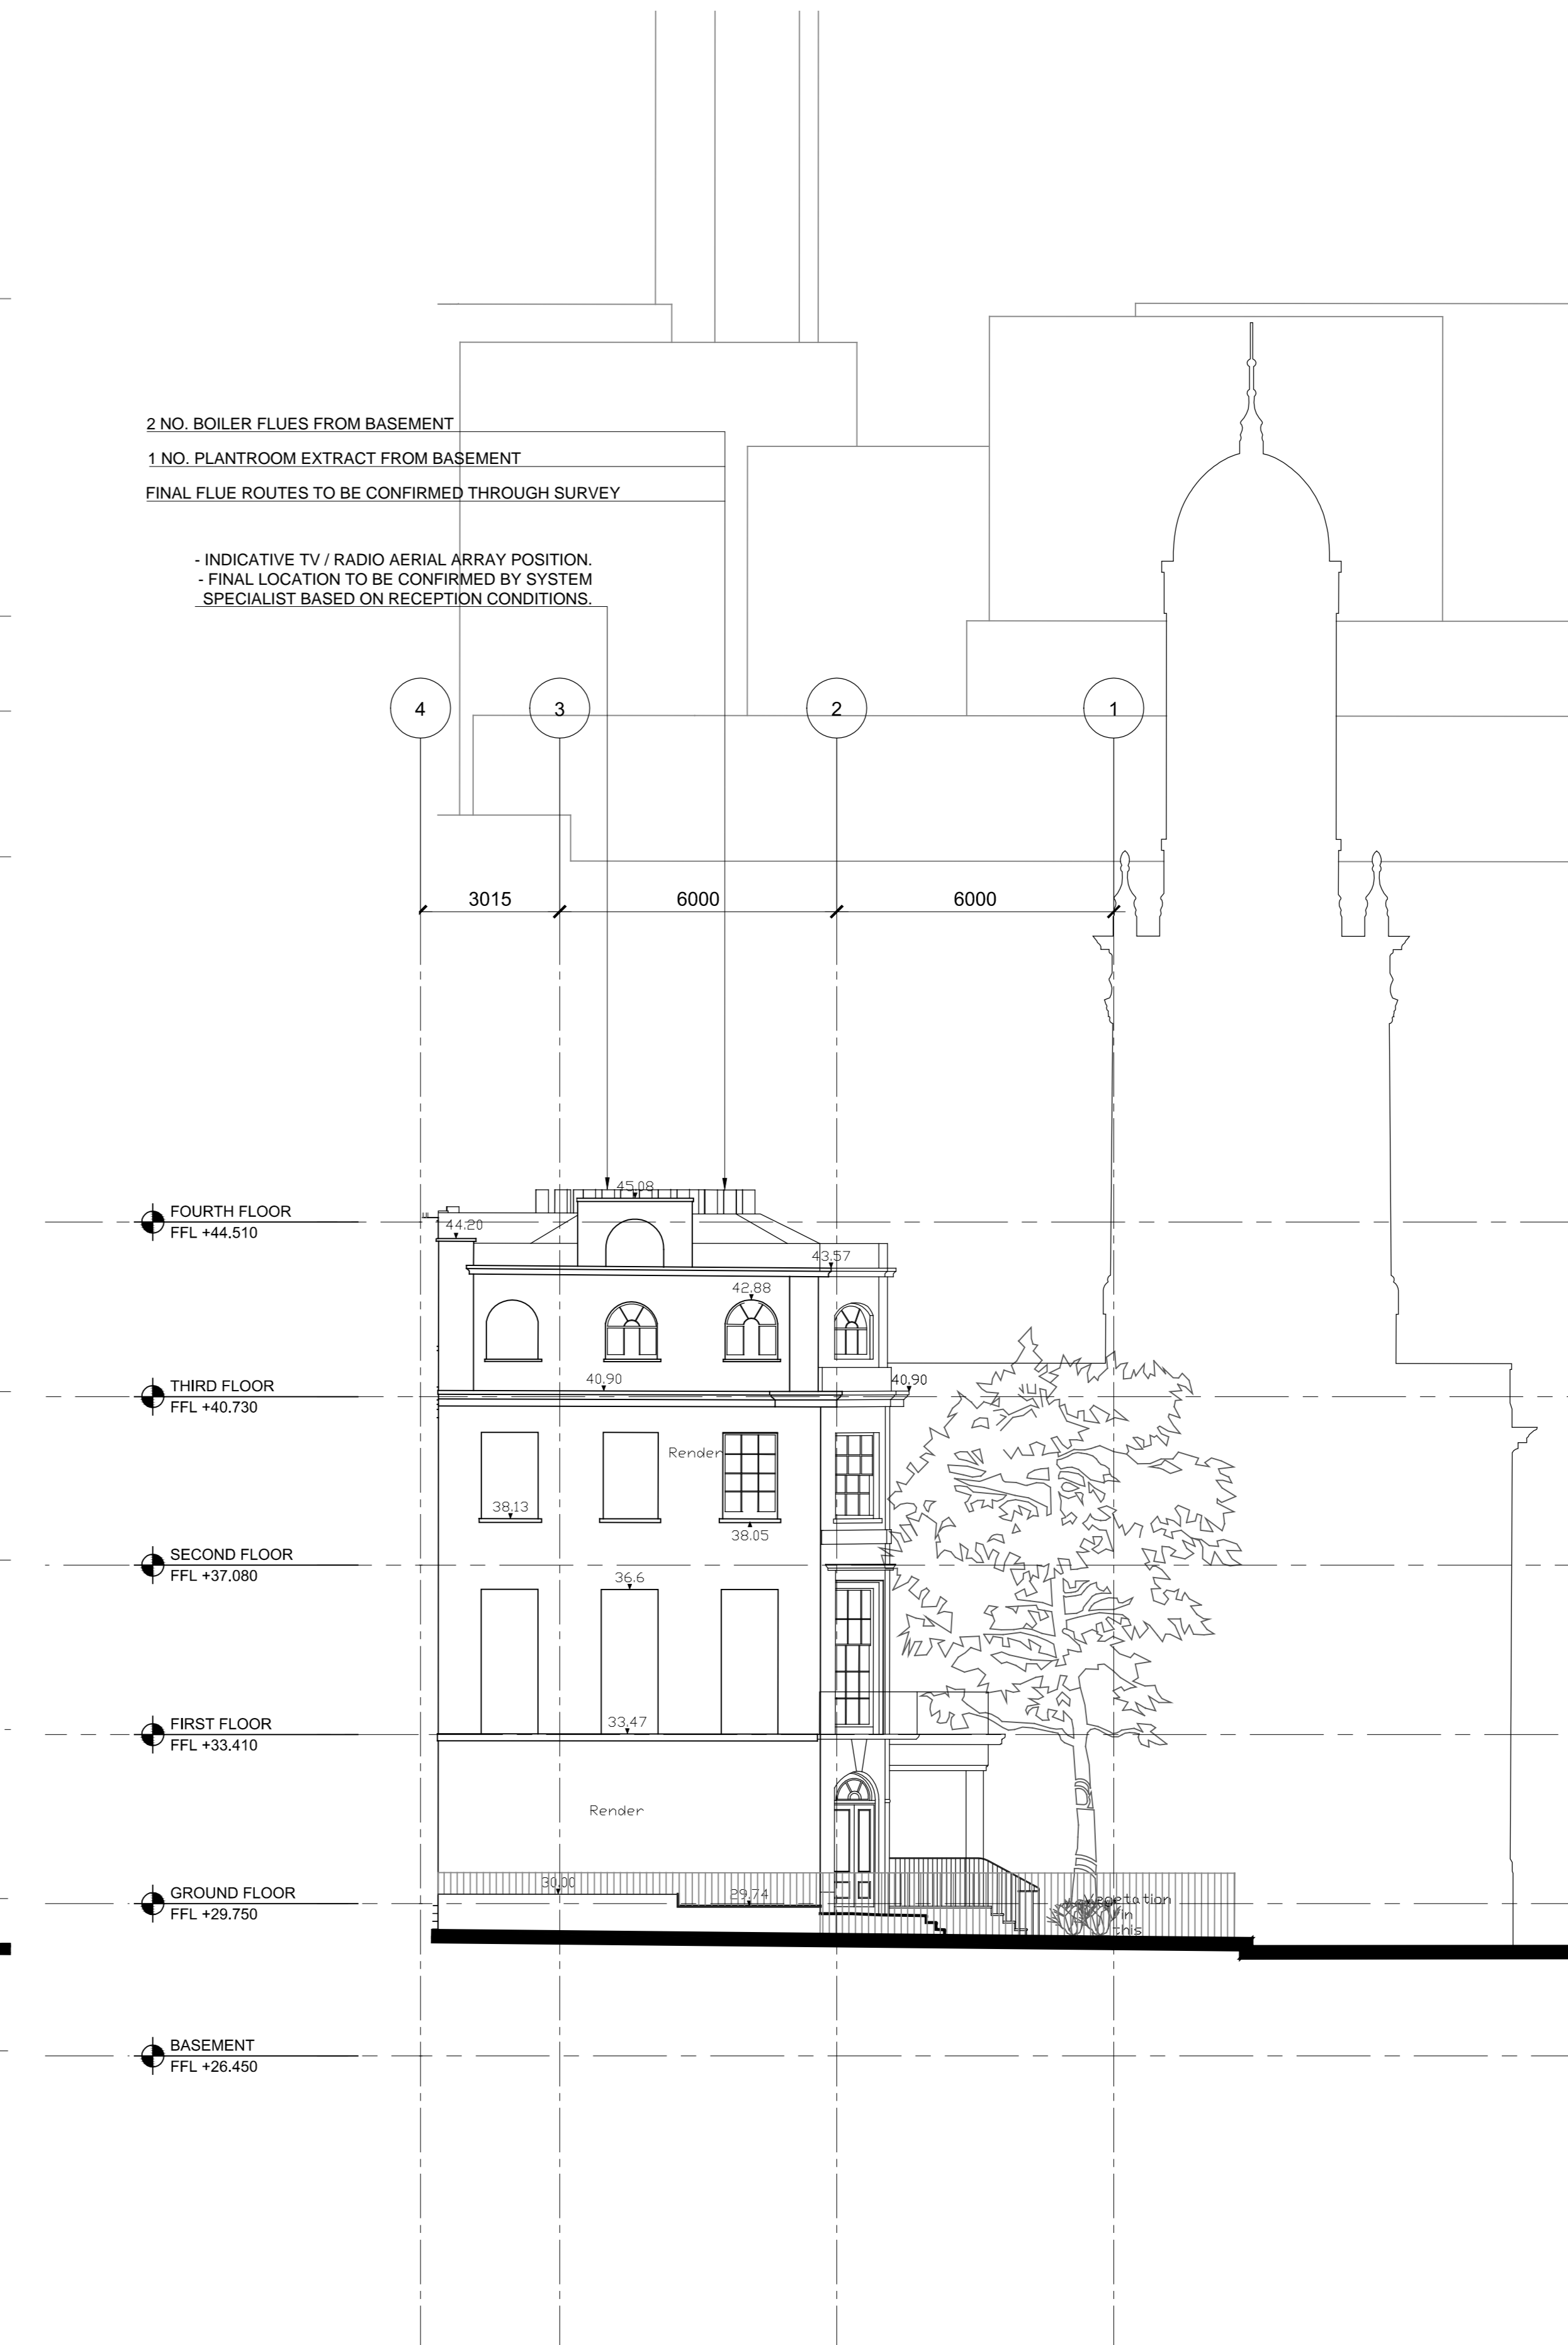 2 NO. BOILER FLUES FROM BASEMENT
1 NO. PLANTROOM EXTRACT FROM BASEMENT
FINAL FLUE ROUTES TO BE CONFIRMED THROUGH SURVEY
- INDICATIVE TV / RADIO AERIAL ARRAY POSITION.
- FINAL LOCATION TO BE CONFIRMED BY SYSTEM
SPECIALIST BASED ON RECEPTION CONDITIONS.
4 3 2 1
3015 6000 6000
45.08
FOURTH FLOOR
FFL +44.510
44.20
43.57
42.88
THIRD FLOOR
FFL +40.730
40.90 40.90
Render
38.13
38.05
SECOND FLOOR
FFL +37.080
36.6
FIRST FLOOR
FFL +33.410
33.47
Render
GROUND FLOOR
FFL +29.750
30.00
29.74
Vegetation
in
this
BASEMENT
FFL +26.450